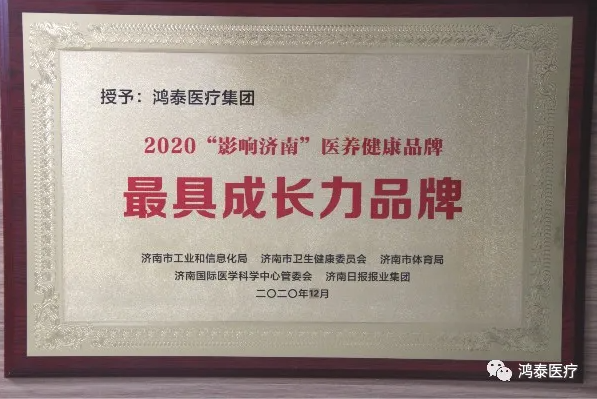 授予：鸿泰医疗集团
2020“影响济南”医养健康品牌
最具成长力品牌
济南市工业和信息化局 济南市卫生健康委员会 济南市体育局
济南国际医学科学中心管委会 济南日报报业集团
二〇二〇年12月
鸿泰医疗